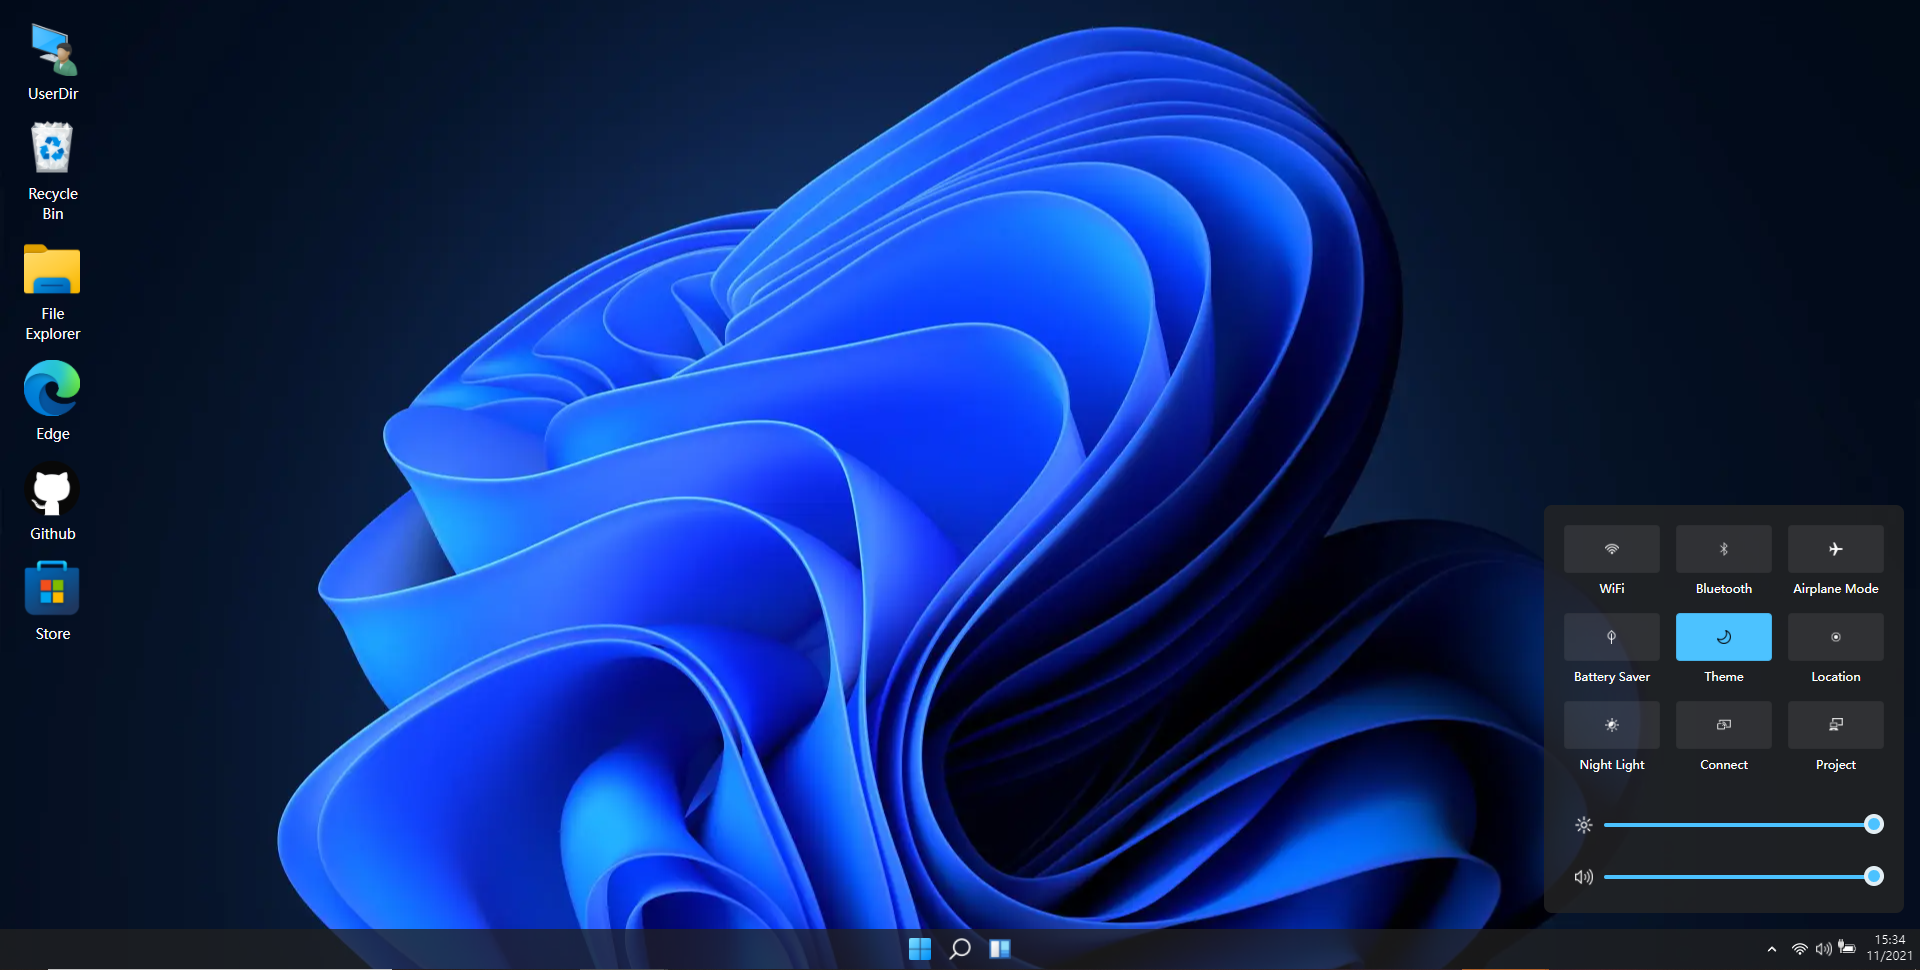 UserDir
Recycle
Bin
File
Explorer
Edge
Github
Store
WiFi
Bluetooth
Airplane Mode
Battery Saver
Theme
Location
Night Light
Connect
Project
15:34
11/2021